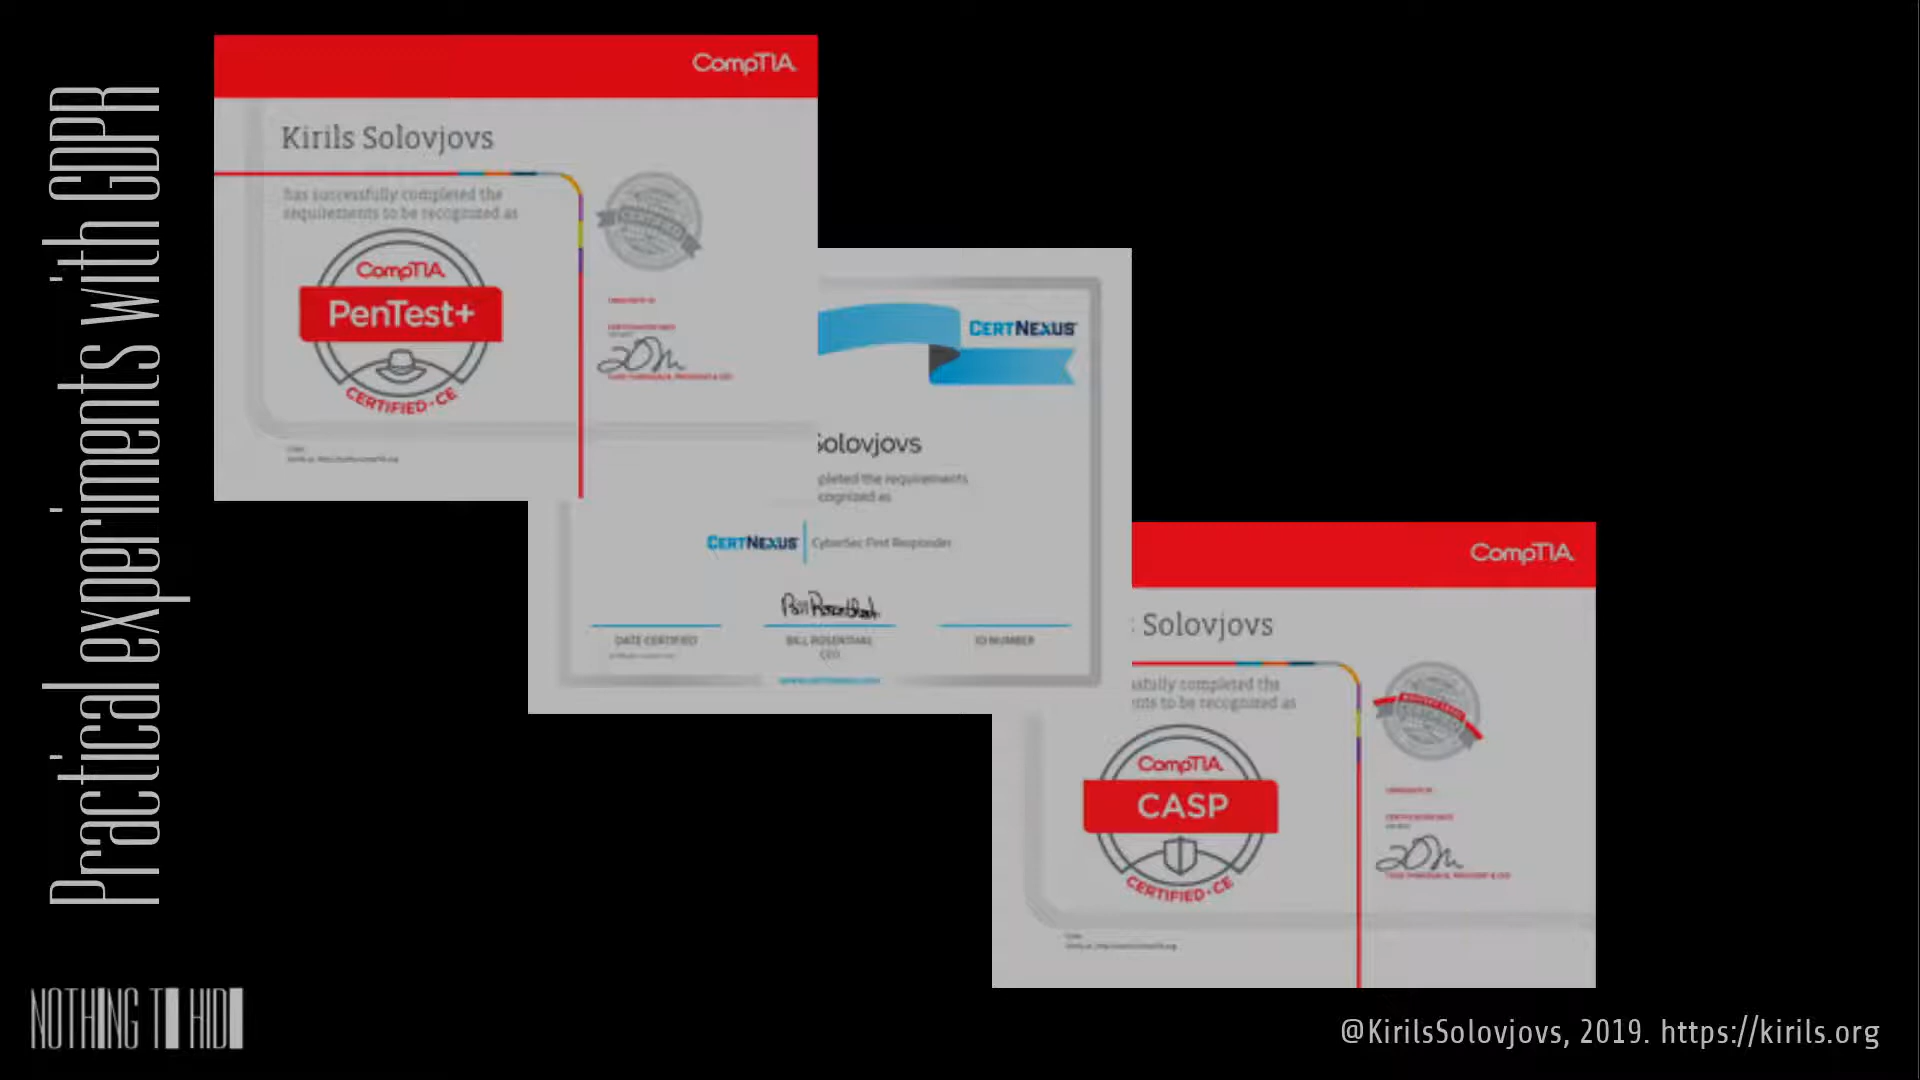 Practical experiments with GDPR
CompTIA.
Kirils Solovjovs
has successfully completed the
requirements to be recognized as
CompTIA.
PenTest+
CERTIFIED·CE
CERTNEXUS
Solovjovs
pleted the requirements
cognized as
CERTNEXUS
CyberSec First Responder
DATE CERTIFIED
BILL ROSENTHAL
CEO
ID NUMBER
CompTIA.
Solovjovs
ssfully completed the
nts to be recognized as
CompTIA.
CASP
CERTIFIED·CE
NOTHING T HID
@KirilsSolovjovs, 2019. https://kirils.org